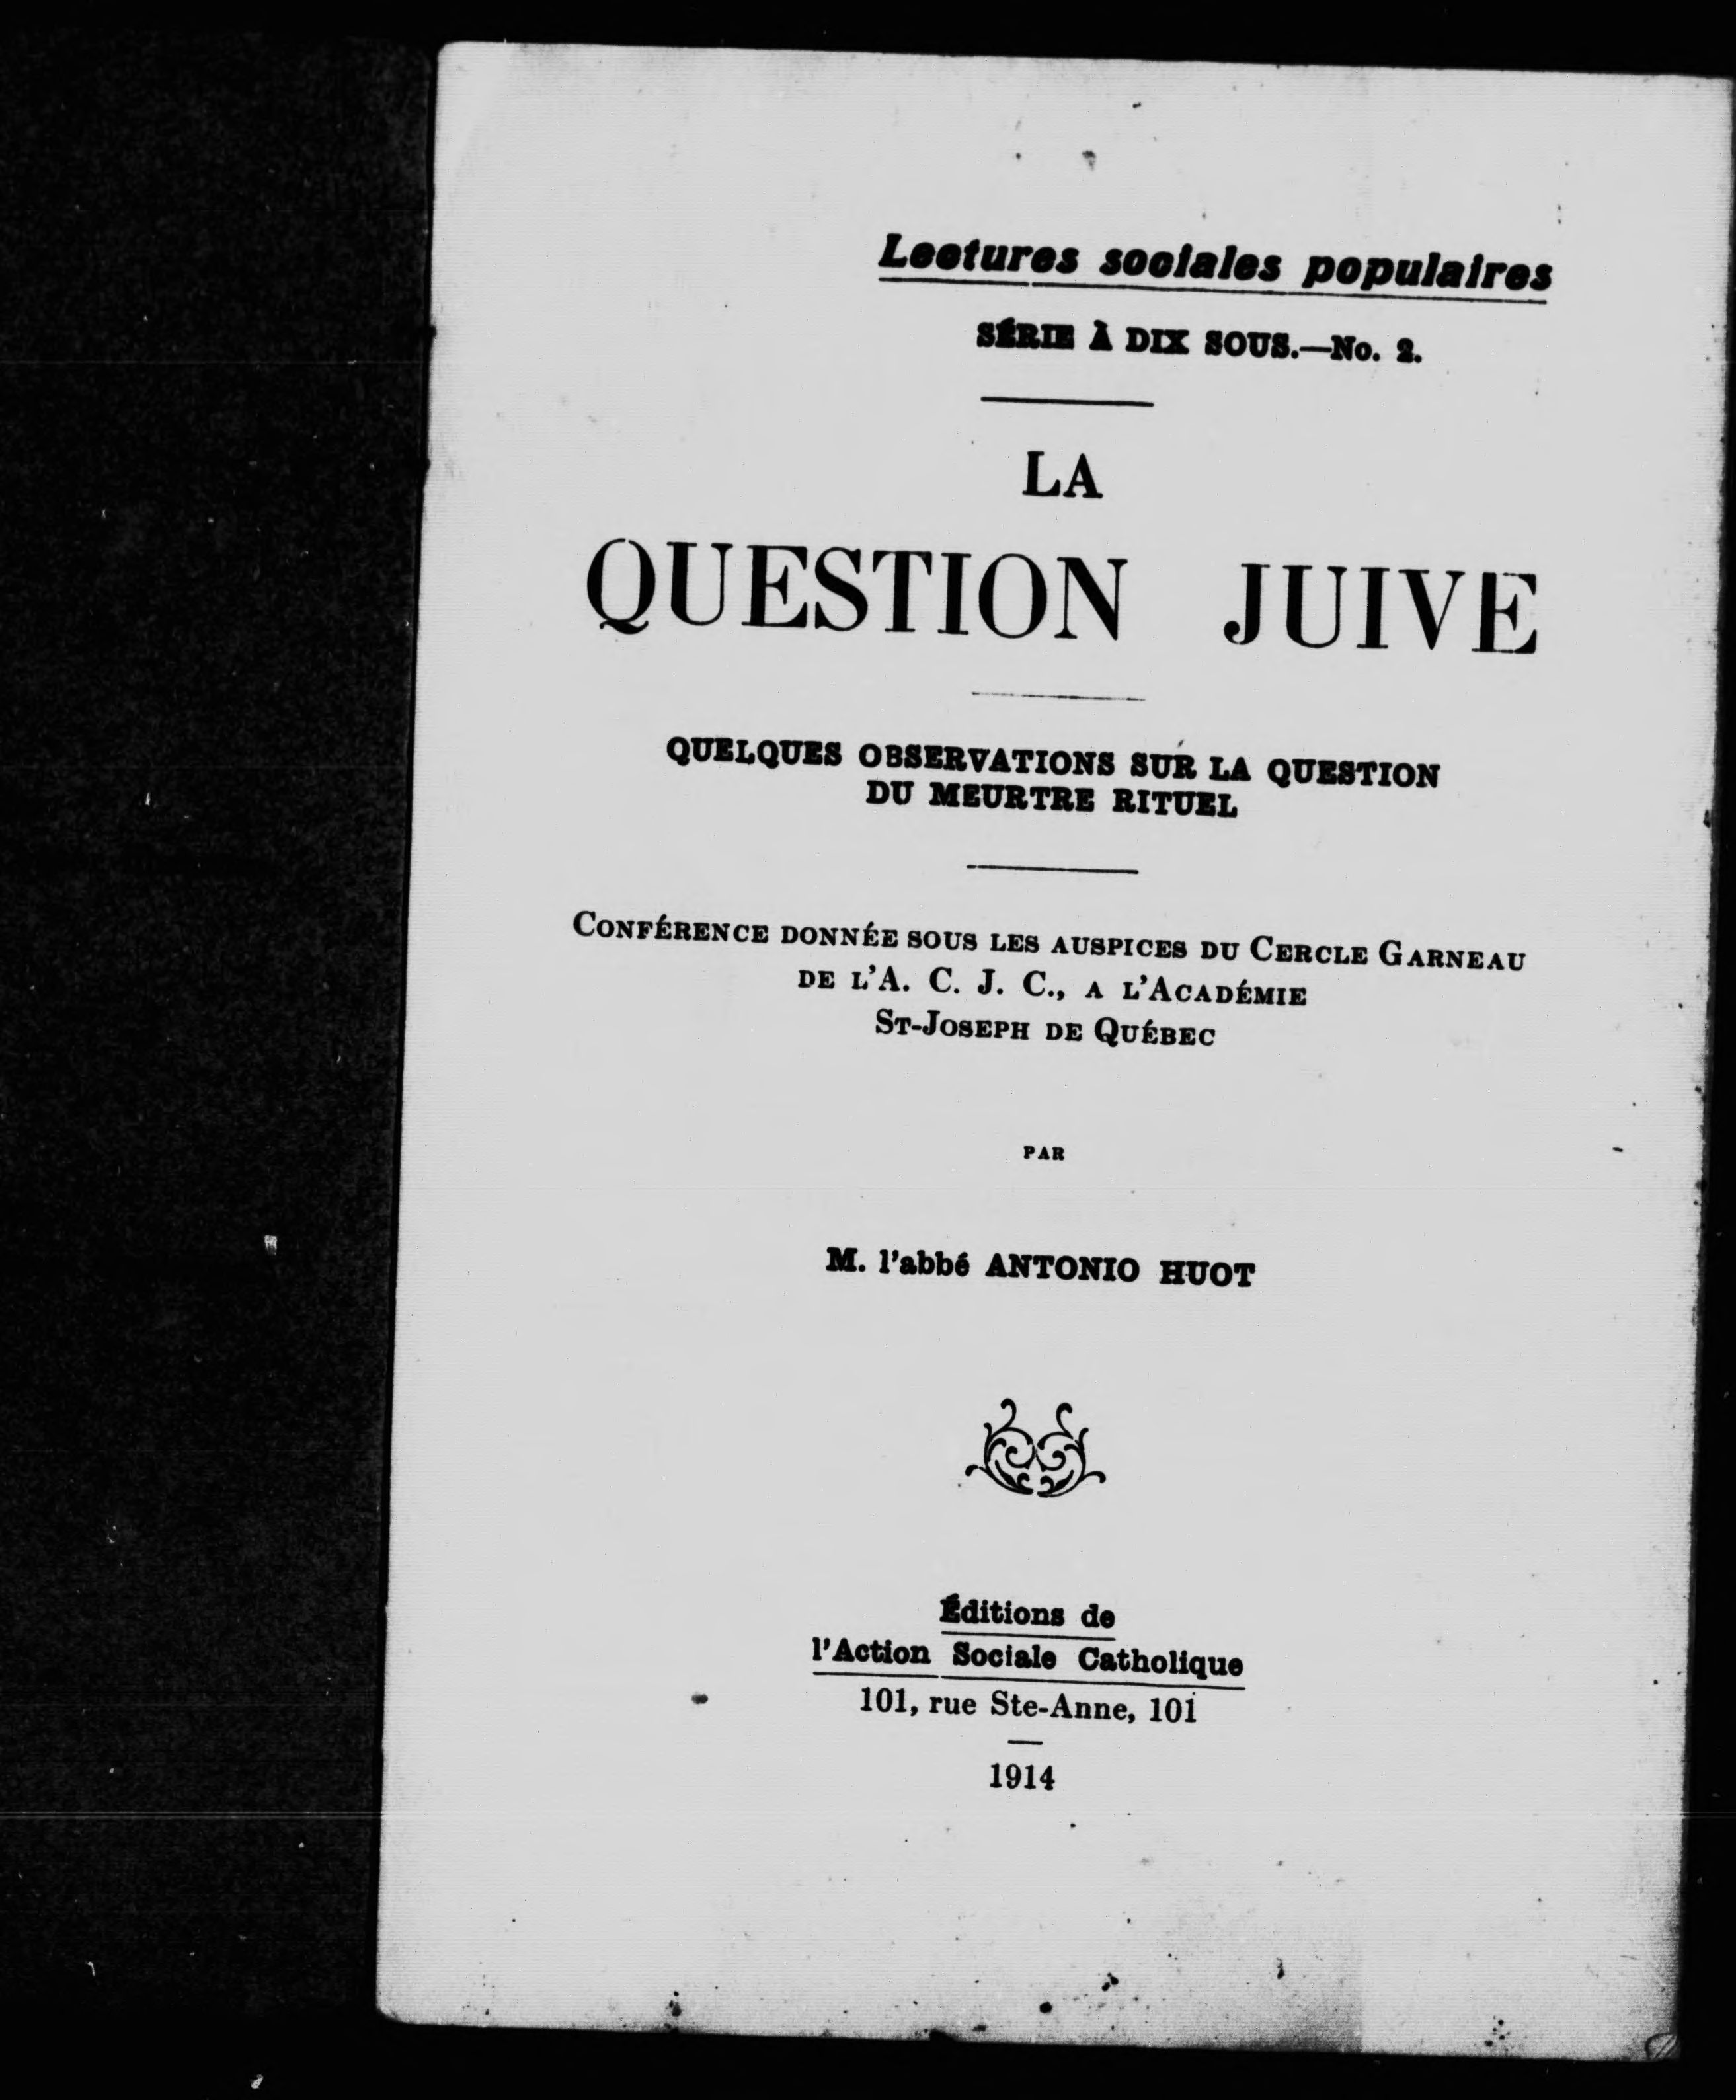 Lectures sociales populaires
SÉRIE À DIX SOUS.—No. 2.
LA
QUESTION JUIVE
QUELQUES OBSERVATIONS SUR LA QUESTION
DU MEURTRE RITUEL
CONFÉRENCE DONNÉE SOUS LES AUSPICES DU CERCLE GARNEAU
DE L'A. C. J. C., A L'ACADÉMIE
ST-JOSEPH DE QUÉBEC
PAR
M. l'abbé ANTONIO HUOT
Éditions de
l'Action Sociale Catholique
101, rue Ste-Anne, 101
1914